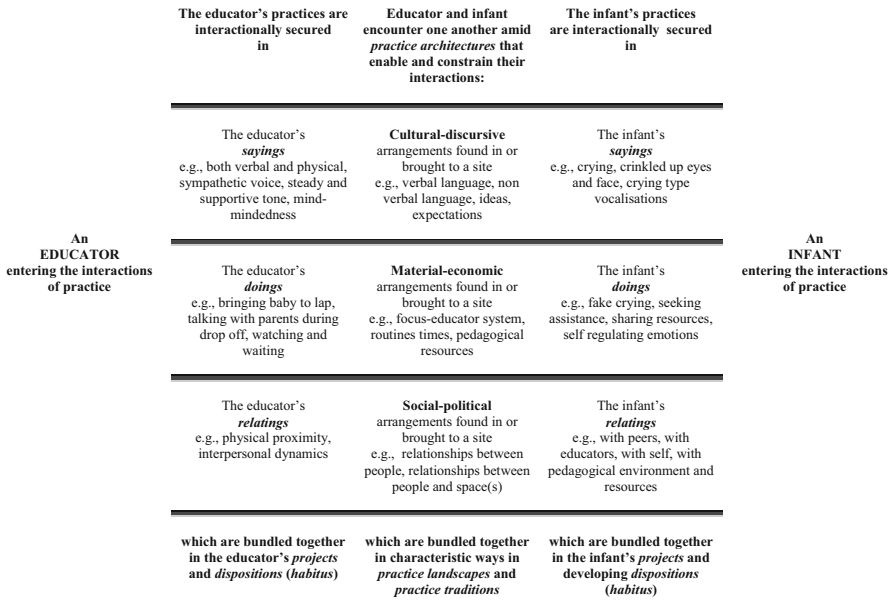 The educator's practices are
interactionally secured
in
Educator and infant
encounter one another amid
practice architectures that
enable and constrain their
interactions:
The infant's practices
are interactionally secured
in
An
EDUCATOR
entering the interactions
of practice
The educator's
sayings
e.g., both verbal and physical,
sympathetic voice, steady and
supportive tone, mind-
mindedness
Cultural-discursive
arrangements found in or
brought to a site
e.g., verbal language, non
verbal language, ideas,
expectations
The infant's
sayings
e.g., crying, crinkled up eyes
and face, crying type
vocalisations
An
INFANT
entering the interactions
of practice
The educator's
doings
e.g., bringing baby to lap,
talking with parents during
drop off, watching and
waiting
Material-economic
arrangements found in or
brought to a site
e.g., focus-educator system,
routines times, pedagogical
resources
The infant's
doings
e.g., fake crying, seeking
assistance, sharing resources,
self regulating emotions
The educator's
relatings
e.g., physical proximity,
interpersonal dynamics
Social-political
arrangements found in or
brought to a site
e.g., relationships between
people, relationships between
people and space(s)
The infant's
relatings
e.g., with peers, with
educators, with self, with
pedagogical environment and
resources
which are bundled together
in the educator's projects
and dispositions (habitus)
which are bundled together
in characteristic ways in
practice landscapes and
practice traditions
which are bundled together
in the infant's projects and
developing dispositions
(habitus)